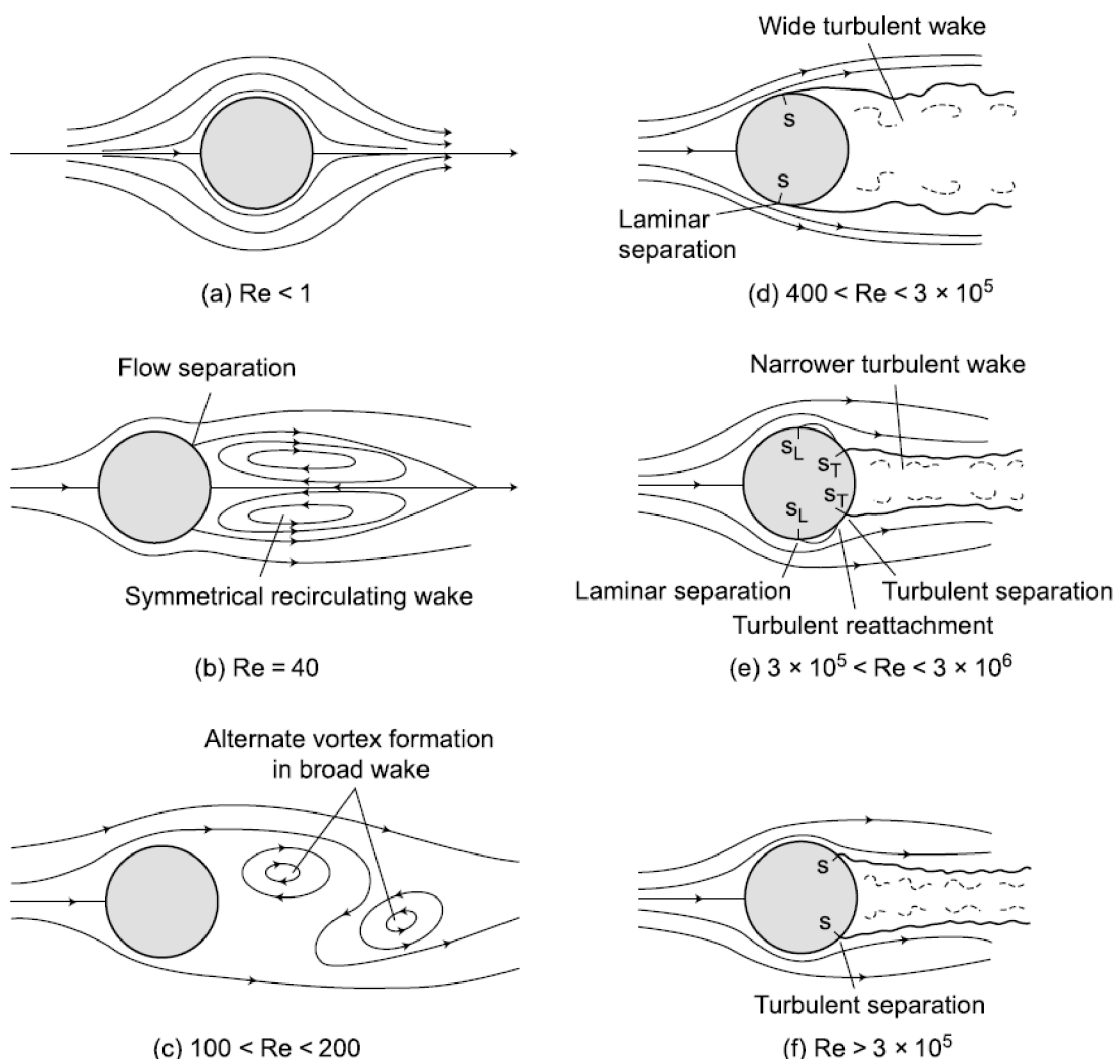 (a) Re < 1
Flow separation
Symmetrical recirculating wake
(b) Re = 40
Alternate vortex formation
in broad wake
(c) 100 < Re < 200
Wide turbulent wake
s
s
Laminar
separation
(d) 400 < Re < 3 × 10⁵
Narrower turbulent wake
s_L
s_T
s_T
s_L
Laminar separation
Turbulent separation
Turbulent reattachment
(e) 3 × 10⁵ < Re < 3 × 10⁶
s
s
Turbulent separation
(f) Re > 3 × 10⁵